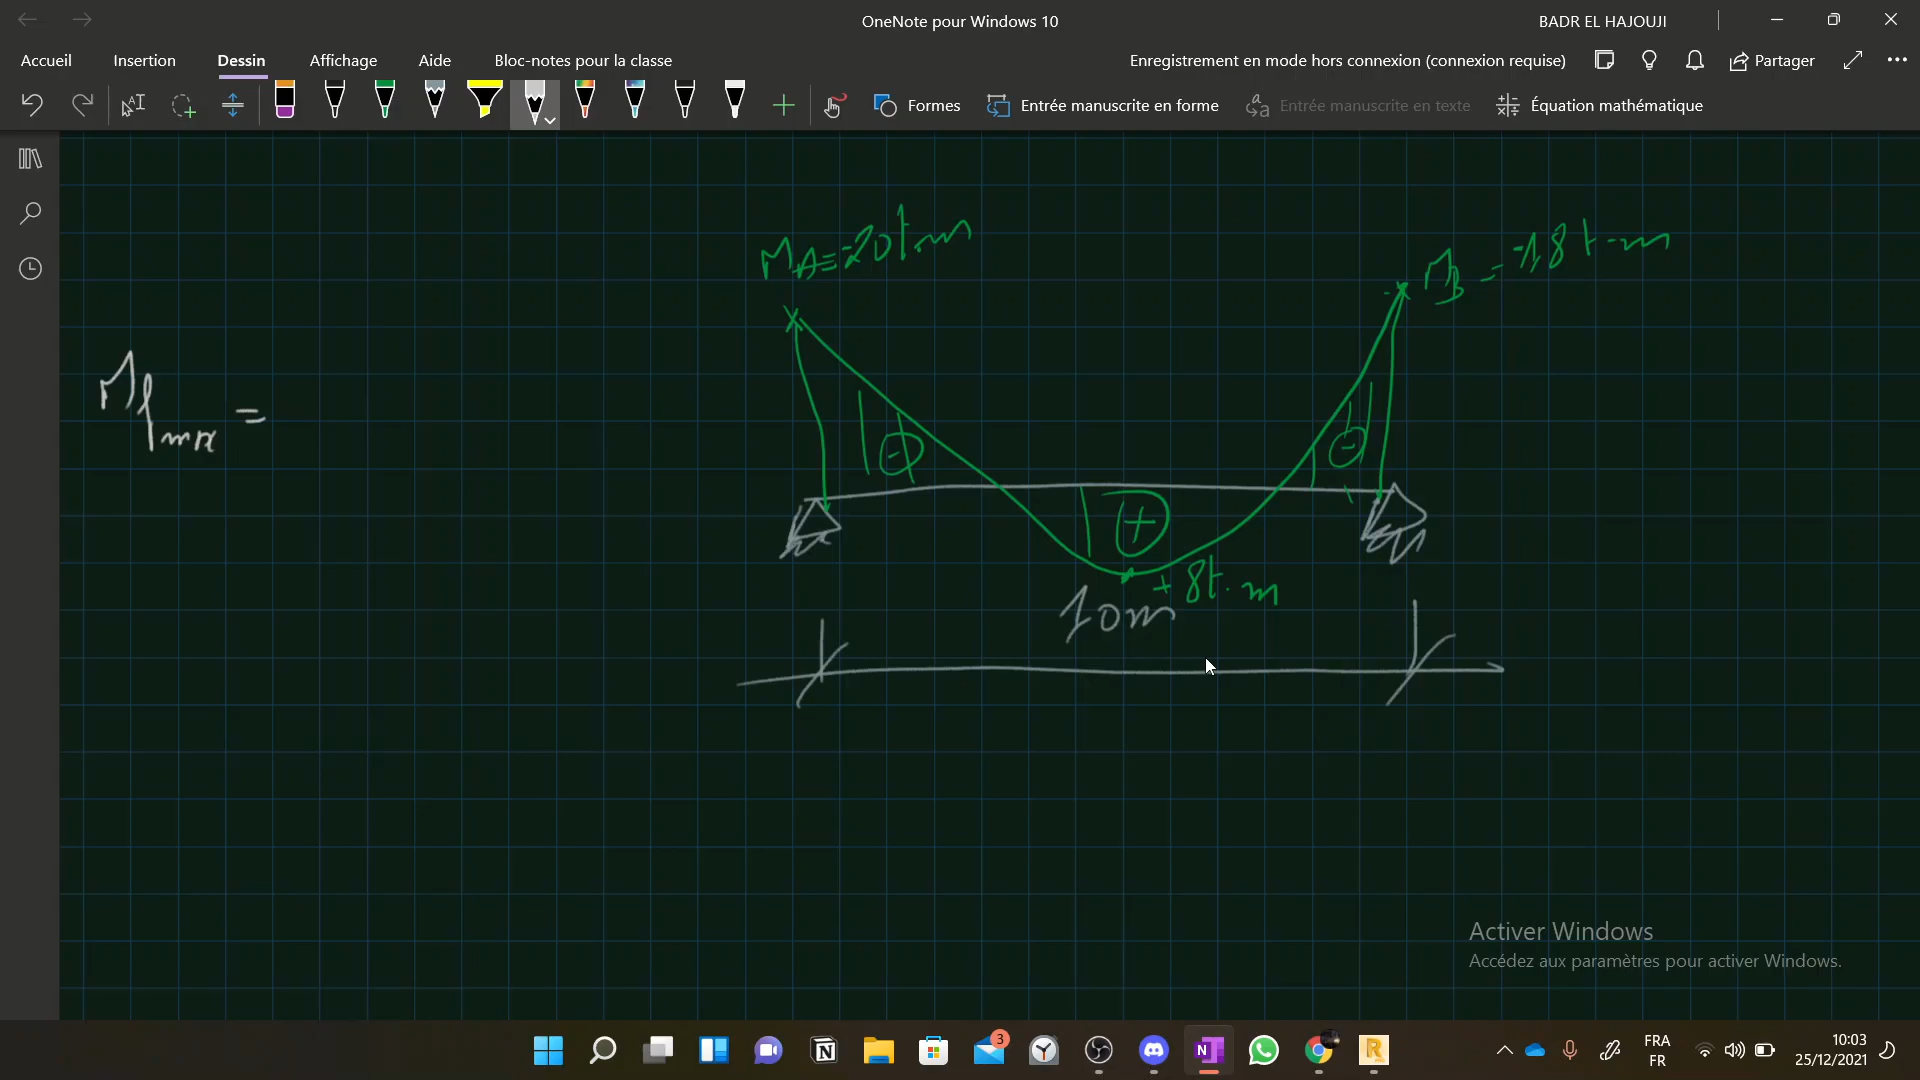 OneNote pour Windows 10
BADR EL HAJOUJI
Accueil Insertion Dessin Affichage Aide Bloc-notes pour la classe
Enregistrement en mode hors connexion (connexion requise) Partager
Formes Entrée manuscrite en forme Entrée manuscrite en texte Équation mathématique
MA=-20t.m
MB=-18t-m
Mf max =
-
-
+
+8t.m
10m
Activer Windows
Accédez aux paramètres pour activer Windows.
3
FRA
FR
10:03
25/12/2021